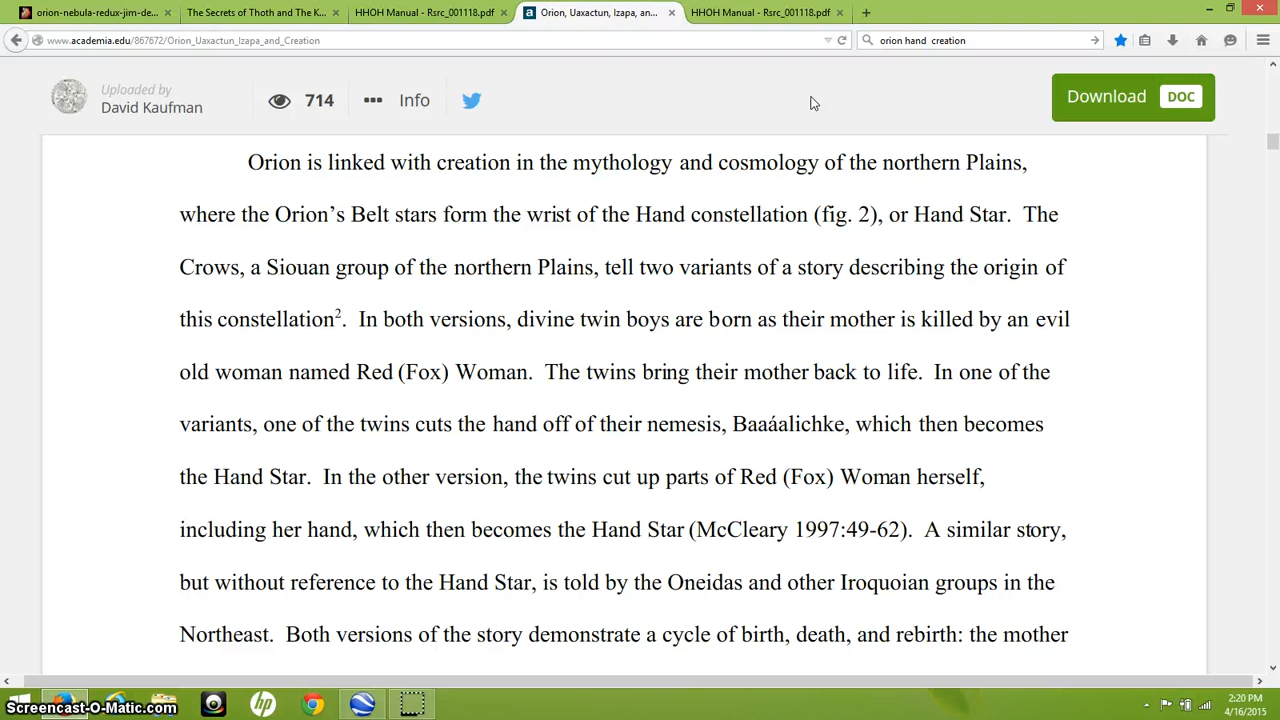 orion-nebula-redux-jim-de...
The Secrets of Thoth and The K...
HHOH Manual - Rsrc_001118.pdf
Orion, Uaxactun, Izapa, an...
HHOH Manual - Rsrc_001118.pdf
www.academia.edu/867672/Orion_Uaxactun_Izapa_and_Creation
orion hand creation
Uploaded by
David Kaufman
714
Info
Download DOC
Orion is linked with creation in the mythology and cosmology of the northern Plains,
where the Orion’s Belt stars form the wrist of the Hand constellation (fig. 2), or Hand Star. The
Crows, a Siouan group of the northern Plains, tell two variants of a story describing the origin of
this constellation2. In both versions, divine twin boys are born as their mother is killed by an evil
old woman named Red (Fox) Woman. The twins bring their mother back to life. In one of the
variants, one of the twins cuts the hand off of their nemesis, Baaáalichke, which then becomes
the Hand Star. In the other version, the twins cut up parts of Red (Fox) Woman herself,
including her hand, which then becomes the Hand Star (McCleary 1997:49-62). A similar story,
but without reference to the Hand Star, is told by the Oneidas and other Iroquoian groups in the
Northeast. Both versions of the story demonstrate a cycle of birth, death, and rebirth: the mother
Screencast-O-Matic.com
hp
2:20 PM
4/16/2015